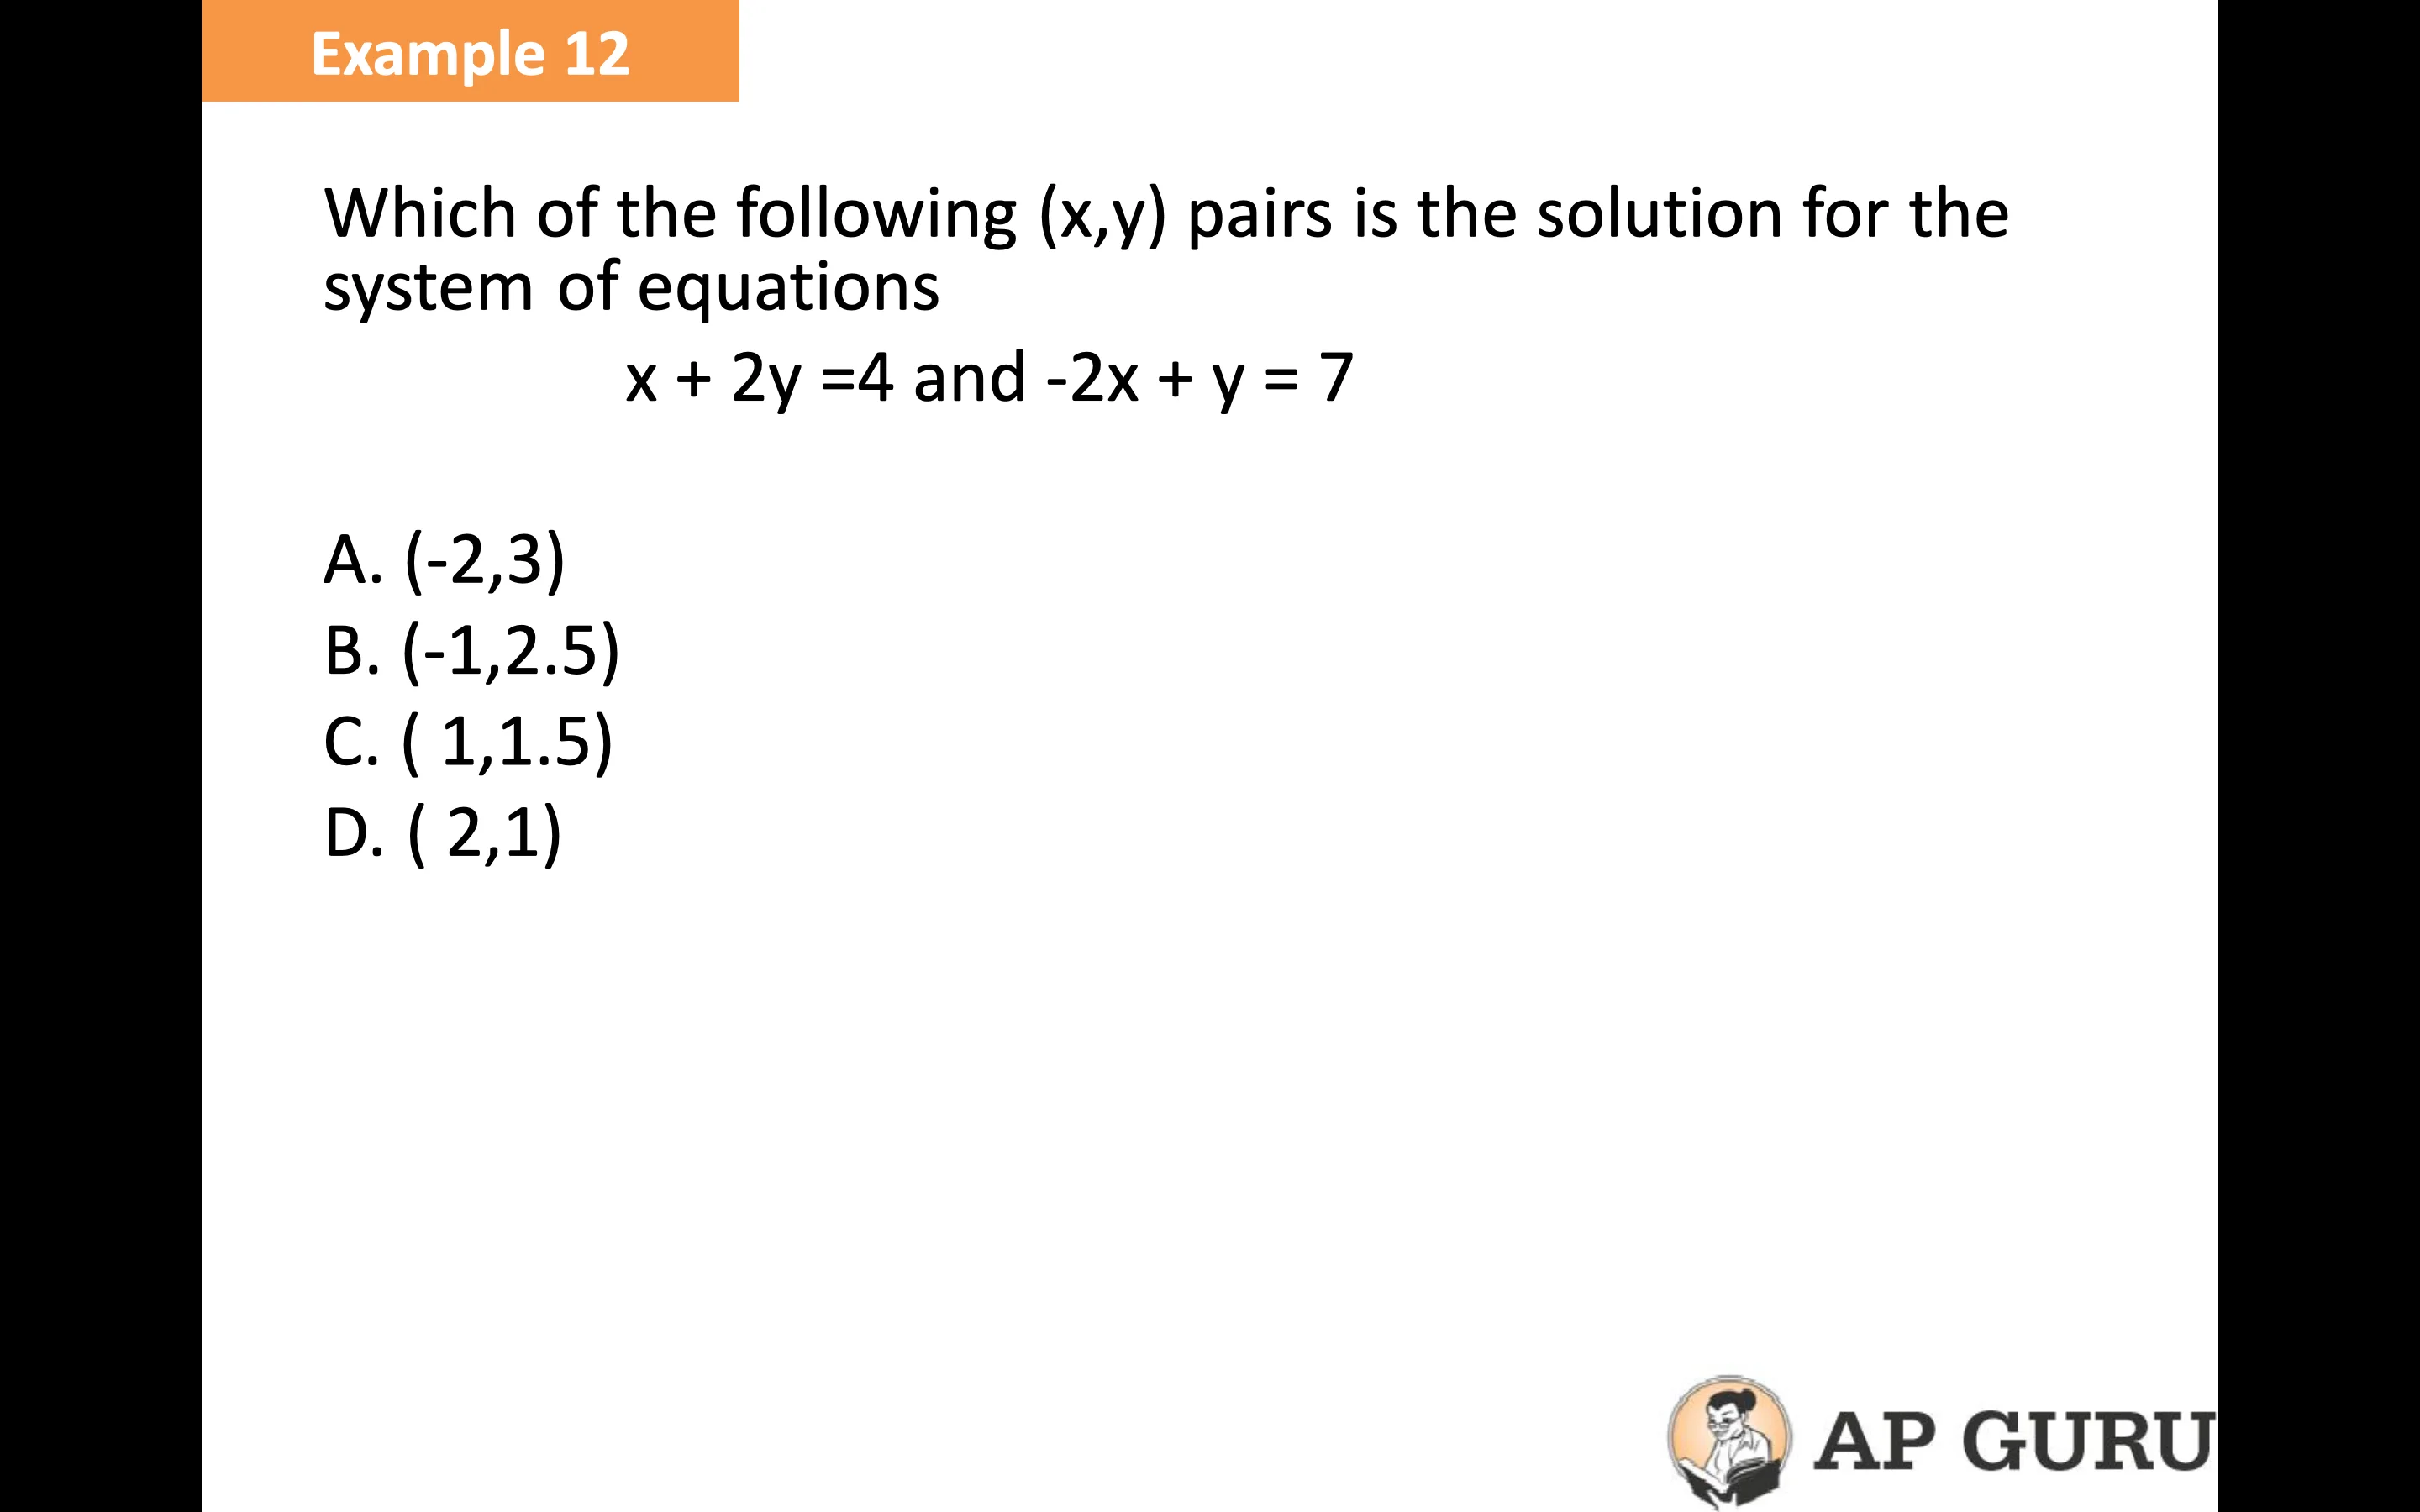 Example 12
Which of the following (x,y) pairs is the solution for the
system of equations
x + 2y =4 and -2x + y = 7
A. (-2,3)
B. (-1,2.5)
C. ( 1,1.5)
D. ( 2,1)
AP GURU